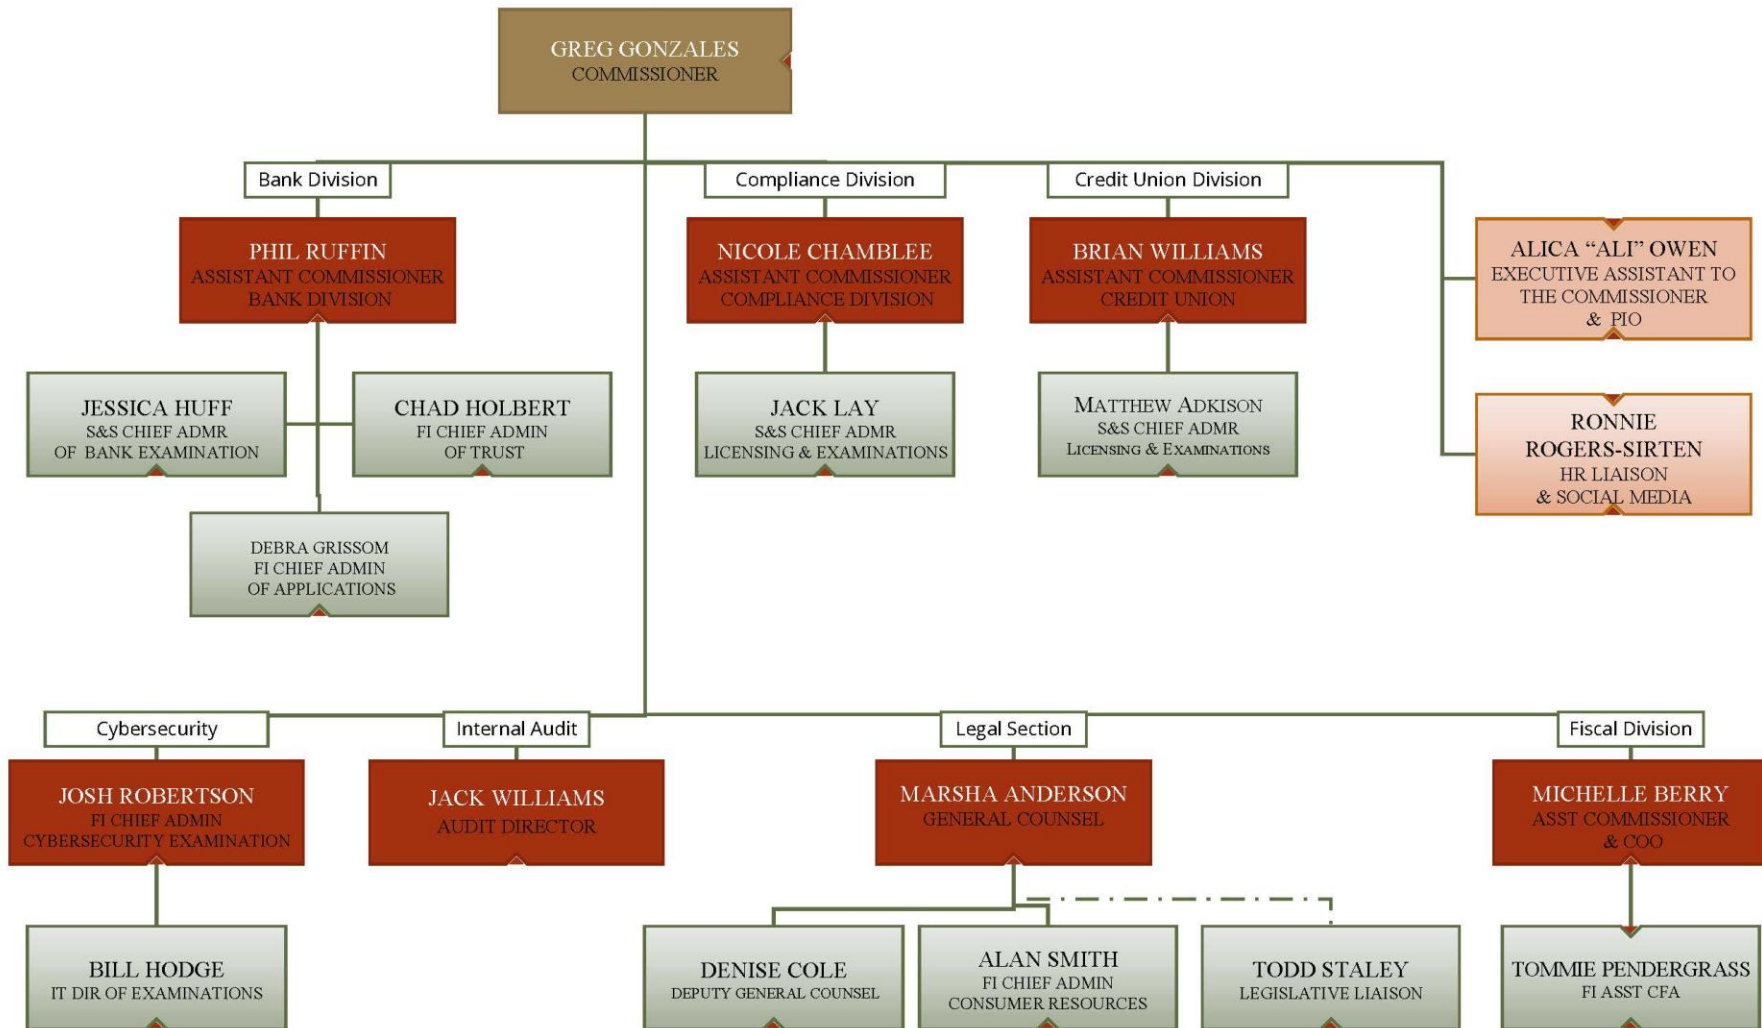 GREG GONZALES
COMMISSIONER
Bank Division
Compliance Division
Credit Union Division
PHIL RUFFIN
ASSISTANT COMMISSIONER
BANK DIVISION
NICOLE CHAMBLEE
ASSISTANT COMMISSIONER
COMPLIANCE DIVISION
BRIAN WILLIAMS
ASSISTANT COMMISSIONER
CREDIT UNION
ALICA “ALI” OWEN
EXECUTIVE ASSISTANT TO
THE COMMISSIONER
& PIO
JESSICA HUFF
S&S CHIEF ADMR
OF BANK EXAMINATION
CHAD HOLBERT
FI CHIEF ADMIN
OF TRUST
JACK LAY
S&S CHIEF ADMR
LICENSING & EXAMINATIONS
MATTHEW ADKISON
S&S CHIEF ADMR
LICENSING & EXAMINATIONS
RONNIE
ROGERS-SIRTEN
HR LIAISON
& SOCIAL MEDIA
DEBRA GRISSOM
FI CHIEF ADMIN
OF APPLICATIONS
Cybersecurity
Internal Audit
Legal Section
Fiscal Division
JOSH ROBERTSON
FI CHIEF ADMIN
CYBERSECURITY EXAMINATION
JACK WILLIAMS
AUDIT DIRECTOR
MARSHA ANDERSON
GENERAL COUNSEL
MICHELLE BERRY
ASST COMMISSIONER
& COO
BILL HODGE
IT DIR OF EXAMINATIONS
DENISE COLE
DEPUTY GENERAL COUNSEL
ALAN SMITH
FI CHIEF ADMIN
CONSUMER RESOURCES
TODD STALEY
LEGISLATIVE LIAISON
TOMMIE PENDERGRASS
FI ASST CFA